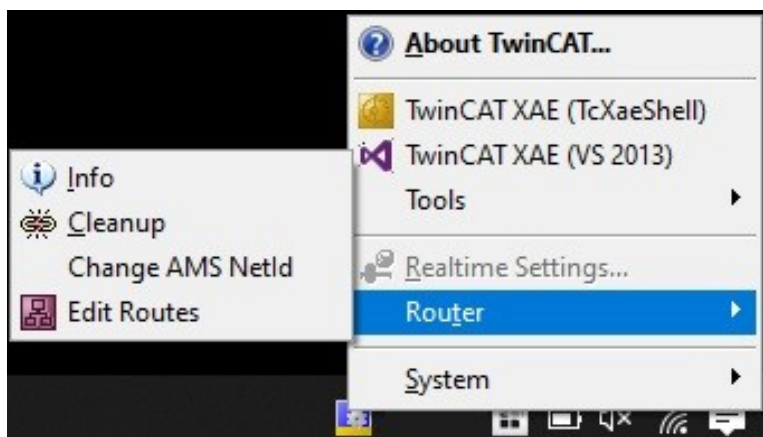 About TwinCAT...
TwinCAT XAE (TcXaeShell)
TwinCAT XAE (VS 2013)
Tools
Realtime Settings...
Router
System
Info
Cleanup
Change AMS NetId
Edit Routes